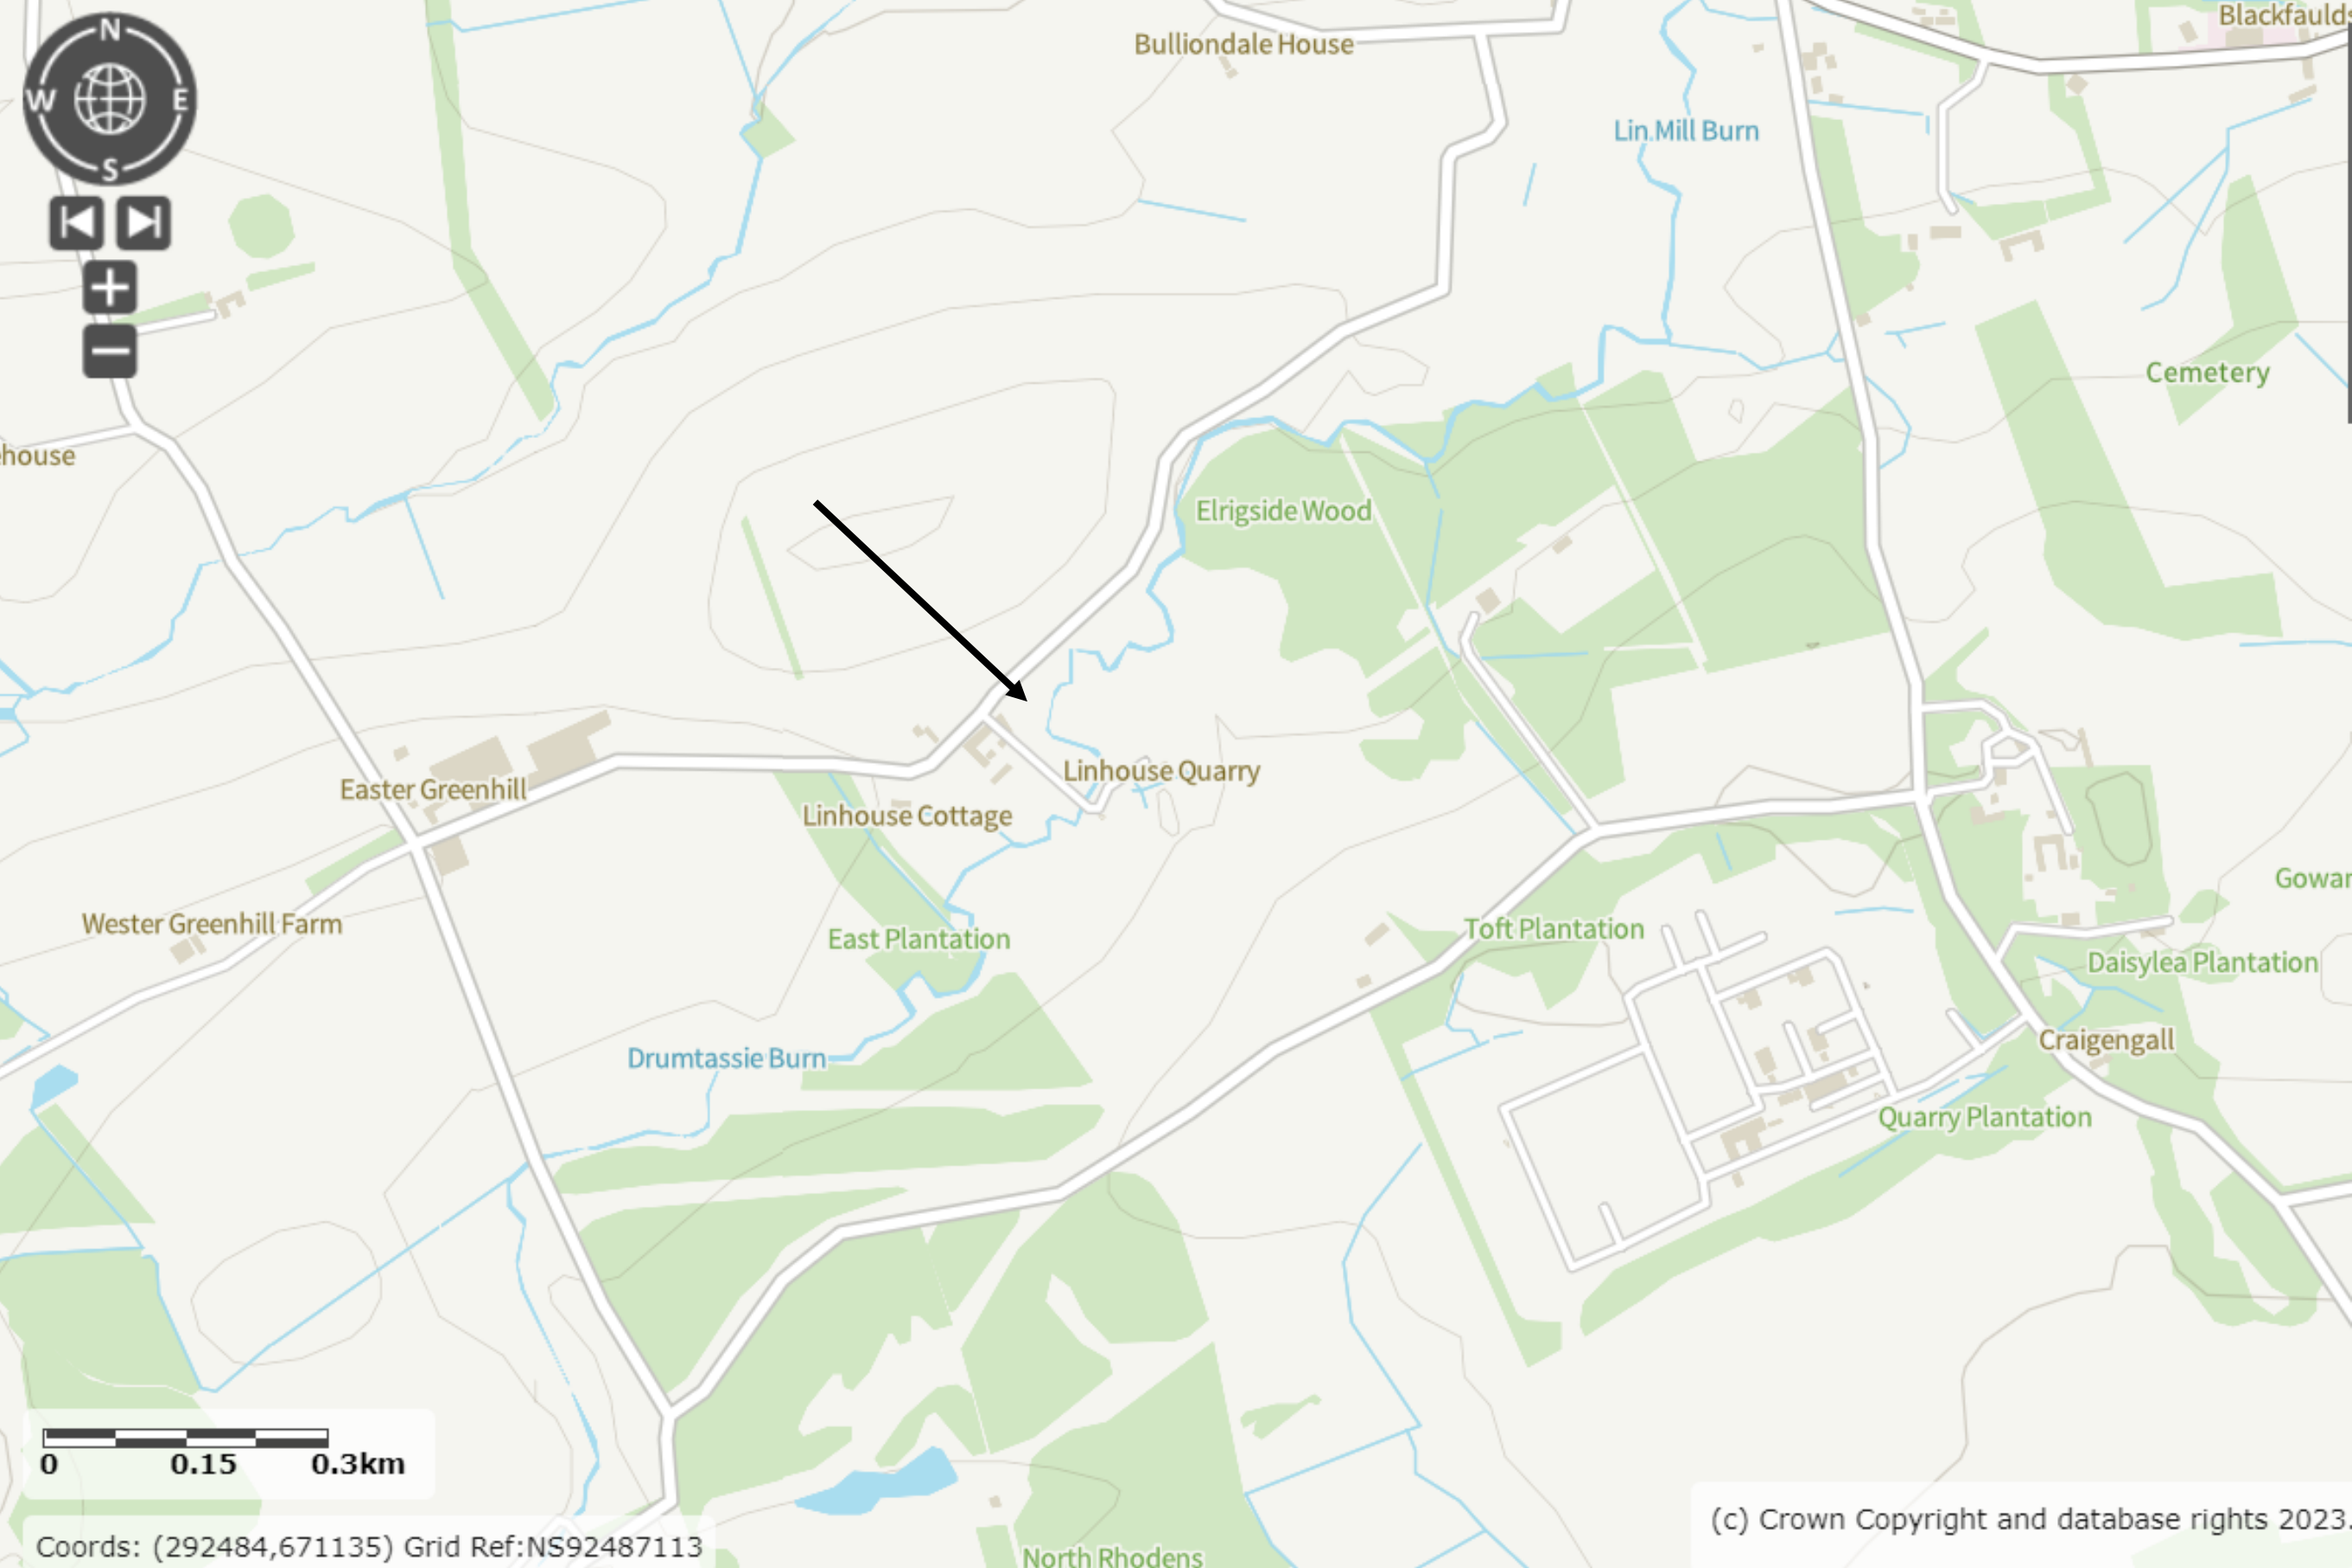 N
Blackfaulds
Bulliondale House
W
E
Lin Mill Burn
S
Cemetery
house
Elrigside Wood
Linhouse Quarry
Easter Greenhill
Linhouse Cottage
Gowan
Wester Greenhill Farm
Toft Plantation
East Plantation
Daisylea Plantation
Craigengall
Drumtassie Burn
Quarry Plantation
0 0.15 0.3km
(c) Crown Copyright and database rights 2023.
Coords: (292484,671135) Grid Ref:NS92487113
North Rhodens